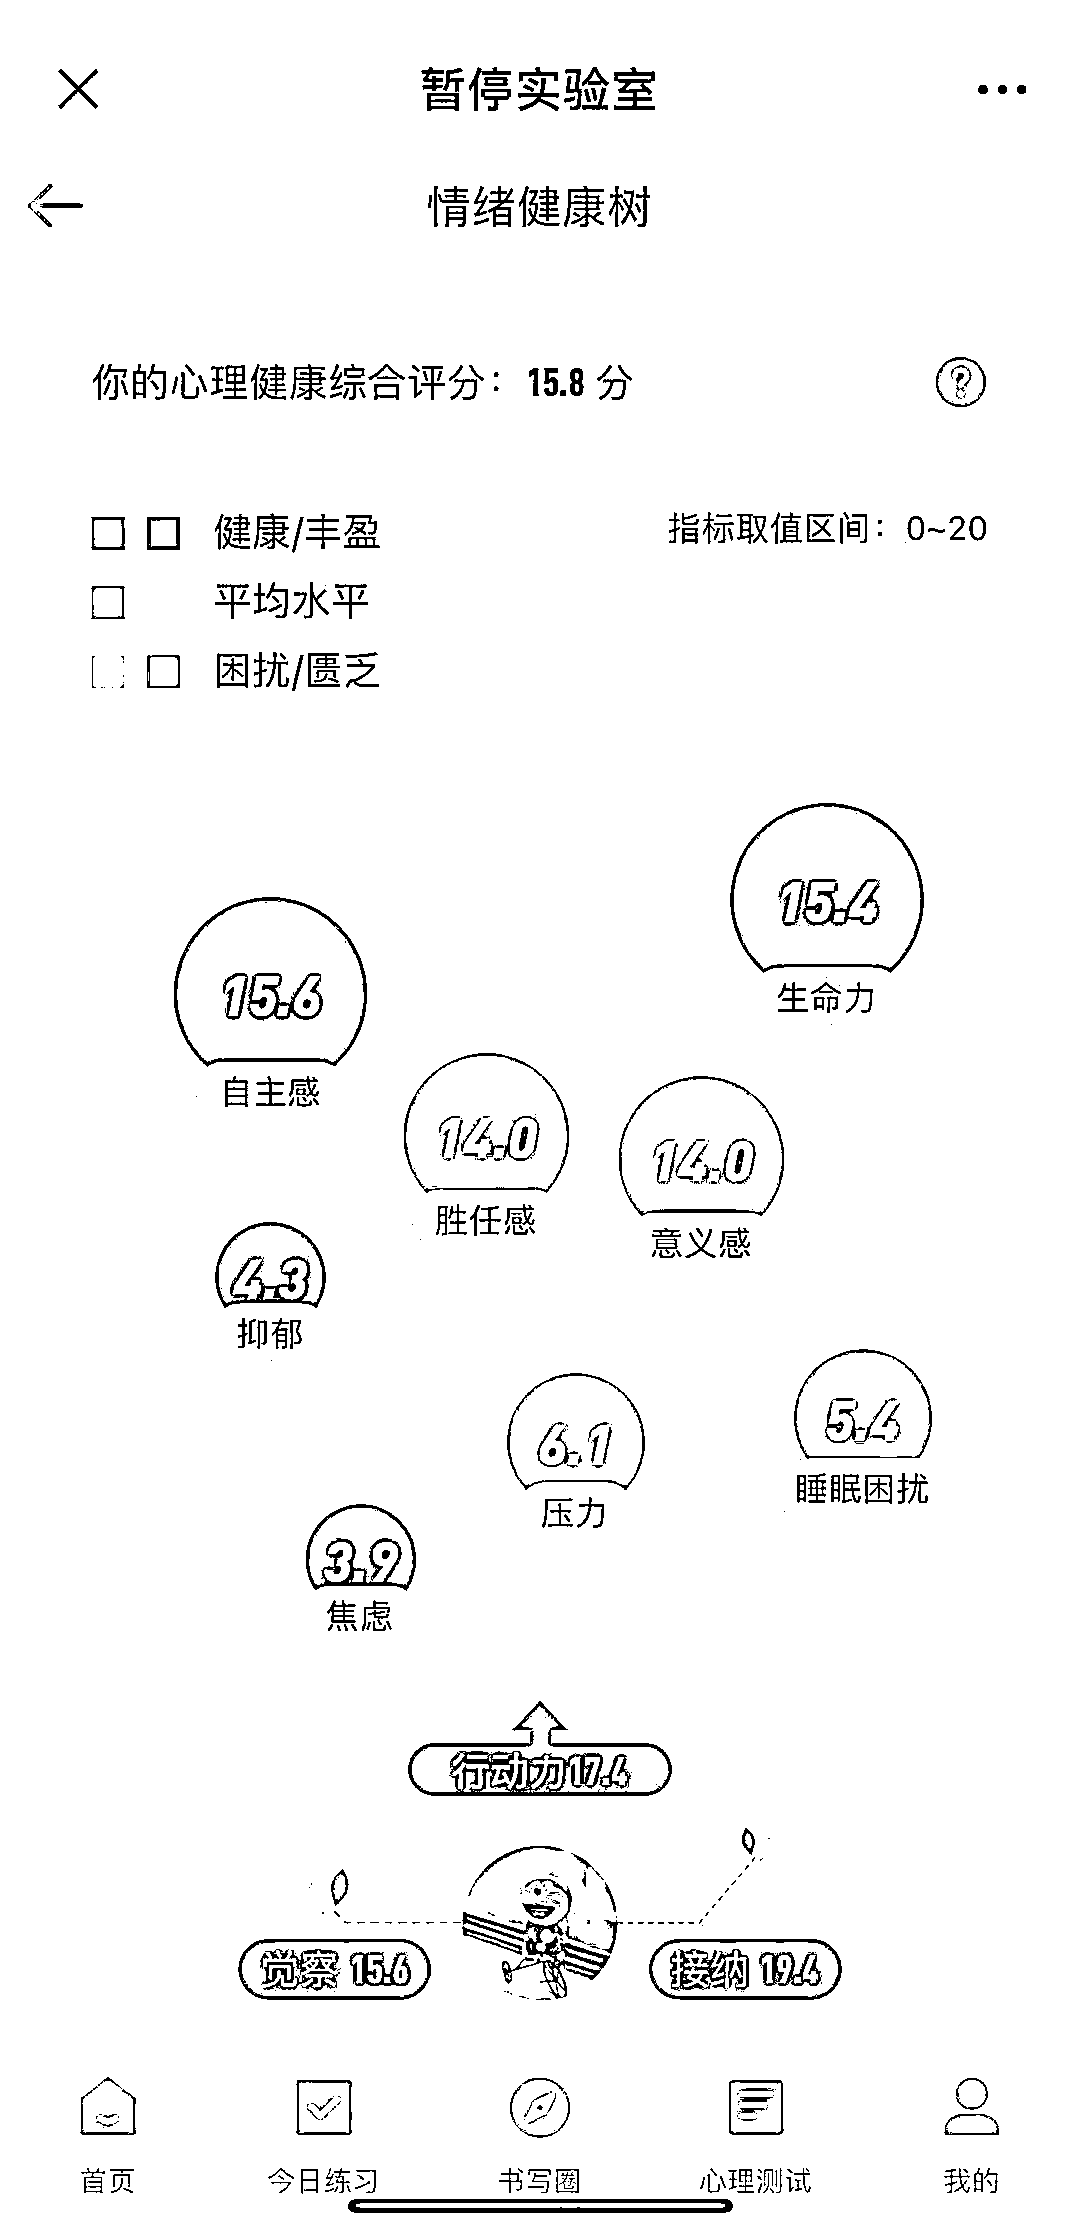 暂停实验室
情绪健康树
你的心理健康综合评分：15.8 分
健康/丰盈
指标取值区间：0~20
平均水平
困扰/匮乏
15.4
生命力
15.6
自主感
14.0
胜任感
14.0
意义感
4.3
抑郁
6.1
压力
5.4
睡眠困扰
3.9
焦虑
行动力17.4
觉察 15.6
接纳 19.4
首页
今日练习
书写圈
心理测试
我的